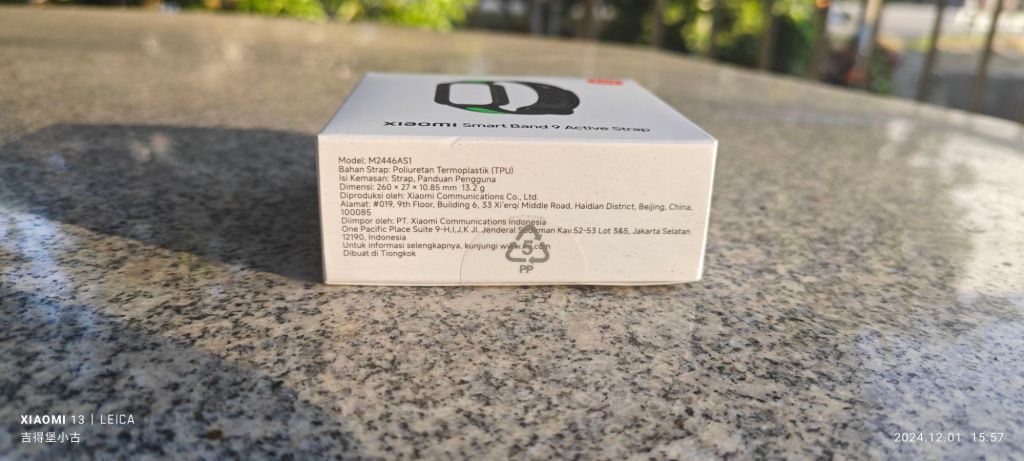 xiaomi Smart Band 9 Active Strap
Model: M2446AS1
Bahan Strap: Poliuretan Termoplastik (TPU)
Isi Kemasan: Strap, Panduan Pengguna
Dimensi: 260 × 27 × 10.85 mm 13.2 g
Diproduksi oleh: Xiaomi Communications Co., Ltd.
Alamat: #019, 9th Floor, Building 6, 33 Xi'erqi Middle Road, Haidian District, Beijing, China,
100085
Diimpor oleh: PT. Xiaomi Communications Indonesia
One Pacific Place Suite 9-H,I,J,K Jl. Jenderal Sudirman Kav.52-53 Lot 3&5, Jakarta Selatan
12190, Indonesia
Untuk informasi selengkapnya, kunjungi www.mi.com
Dibuat di Tiongkok
5
PP
XIAOMI 13 | LEICA
吉得堡小古
2024.12.01 15:57